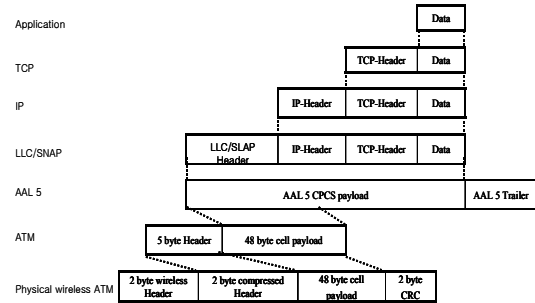 Application
Data
TCP
TCP-Header
Data
IP
IP-Header
TCP-Header
Data
LLC/SNAP
LLC/SLAP
Header
IP-Header
TCP-Header
Data
AAL 5
AAL 5 CPCS payload
AAL 5 Trailer
ATM
5 byte Header
48 byte cell payload
Physical wireless ATM
2 byte wireless
Header
2 byte compressed
Header
48 byte cell
payload
2 byte
CRC